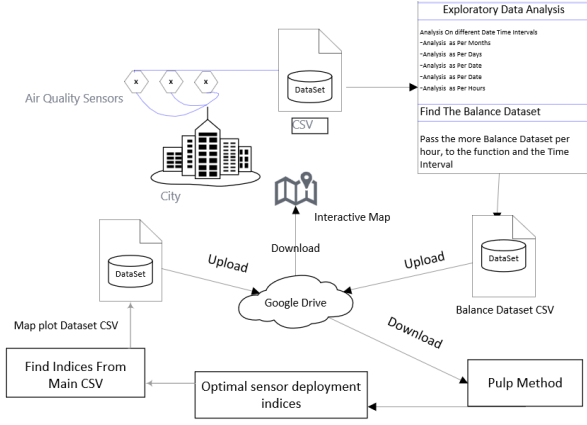 Exploratory Data Analysis
Analysis On different Date Time Intervals
-Analysis as Per Months
-Analysis as Per Days
-Analysis as Per Date
-Analysis as Per Date
-Analysis as Per Hours
Find The Balance Dataset
Pass the more Balance Dataset per
hour, to the function and the Time
Interval
x
x
x
Air Quality Sensors
DataSet
CSV
City
Interactive Map
Download
DataSet
Upload
Google Drive
Upload
DataSet
Balance Dataset CSV
Map plot Dataset CSV
Download
Find Indices From
Main CSV
Optimal sensor deployment
indices
Pulp Method